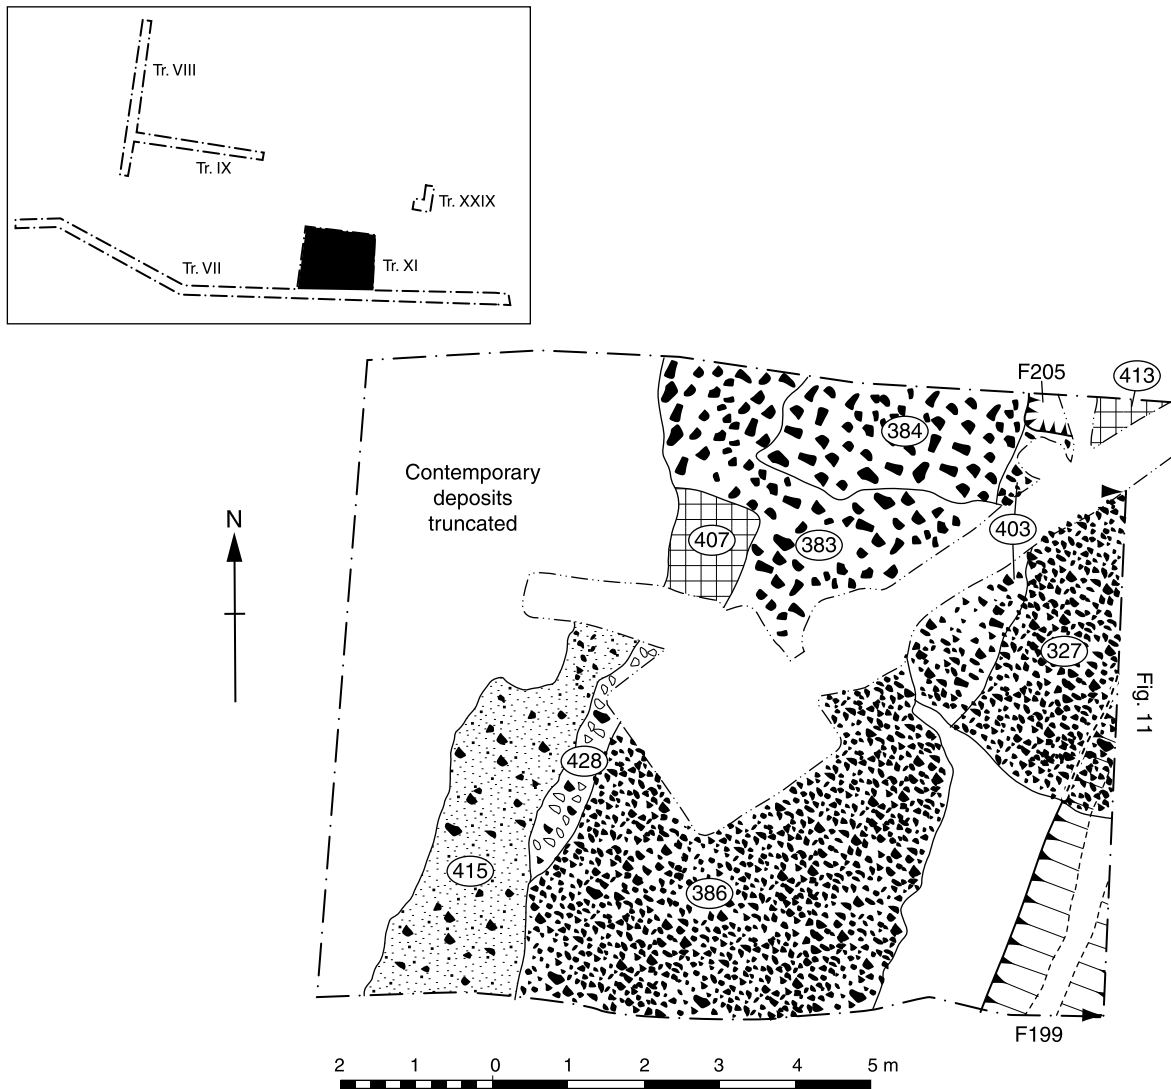 Tr. VIII
Tr. IX
Tr. XXIX
Tr. VII
Tr. XI
F205
413
384
Contemporary
deposits
truncated
N
407
383
403
327
Fig. 11
428
415
386
F199
2 1 0 1 2 3 4 5 m